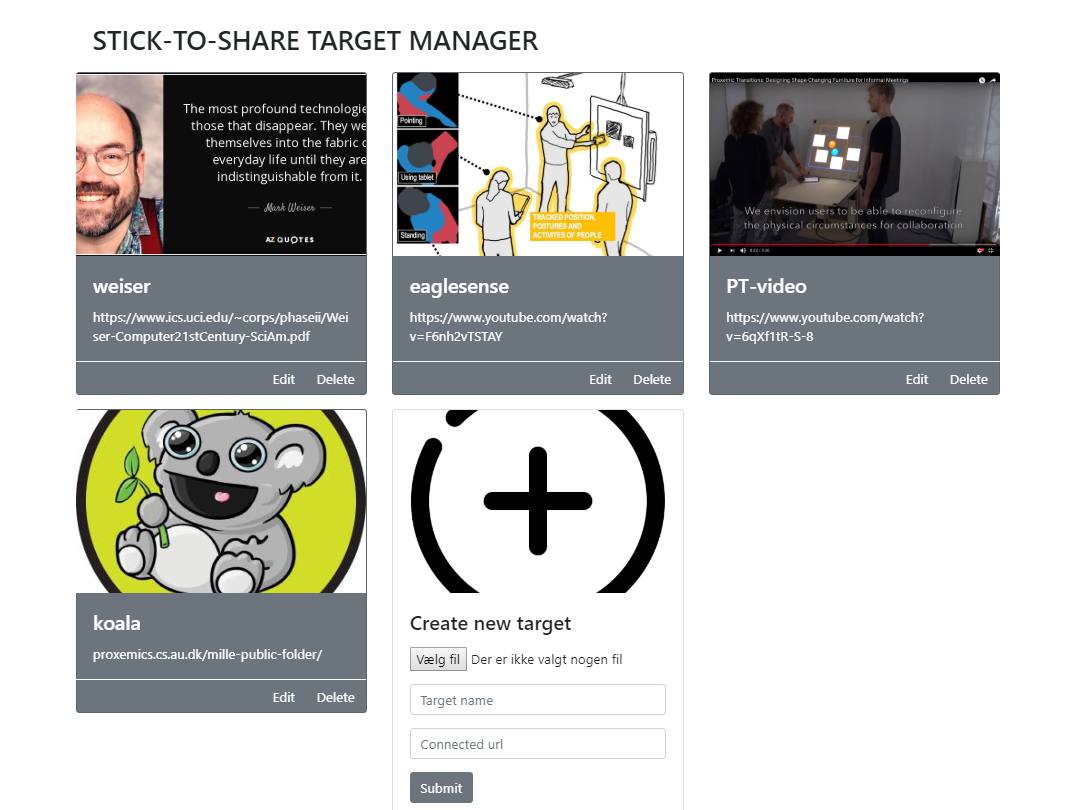 STICK-TO-SHARE TARGET MANAGER
The most profound technologie
those that disappear. They we
themselves into the fabric o
everyday life until they are
indistinguishable from it.
Mark Weiser
AZ QUOTES
weiser
https://www.ics.uci.edu/~corps/phaseii/Wei
ser-Computer21stCentury-SciAm.pdf
Edit Delete
Pointing
Using tablet
Standing
TRACKED POSITION,
POSTURES AND
ACTIVITES OF PEOPLE
eaglesense
https://www.youtube.com/watch?
v=F6nh2vTSTAY
Edit Delete
Proxemic Transitions: Designing Shape-Changing Furniture for Informal Meetings
We envision users to be able to reconfigure
the physical circumstances for collaboration
PT-video
https://www.youtube.com/watch?
v=6qXf1tR-S-8
Edit Delete
koala
proxemics.cs.au.dk/mille-public-folder/
Edit Delete
Create new target
Vælg fil Der er ikke valgt nogen fil
Target name
Connected url
Submit